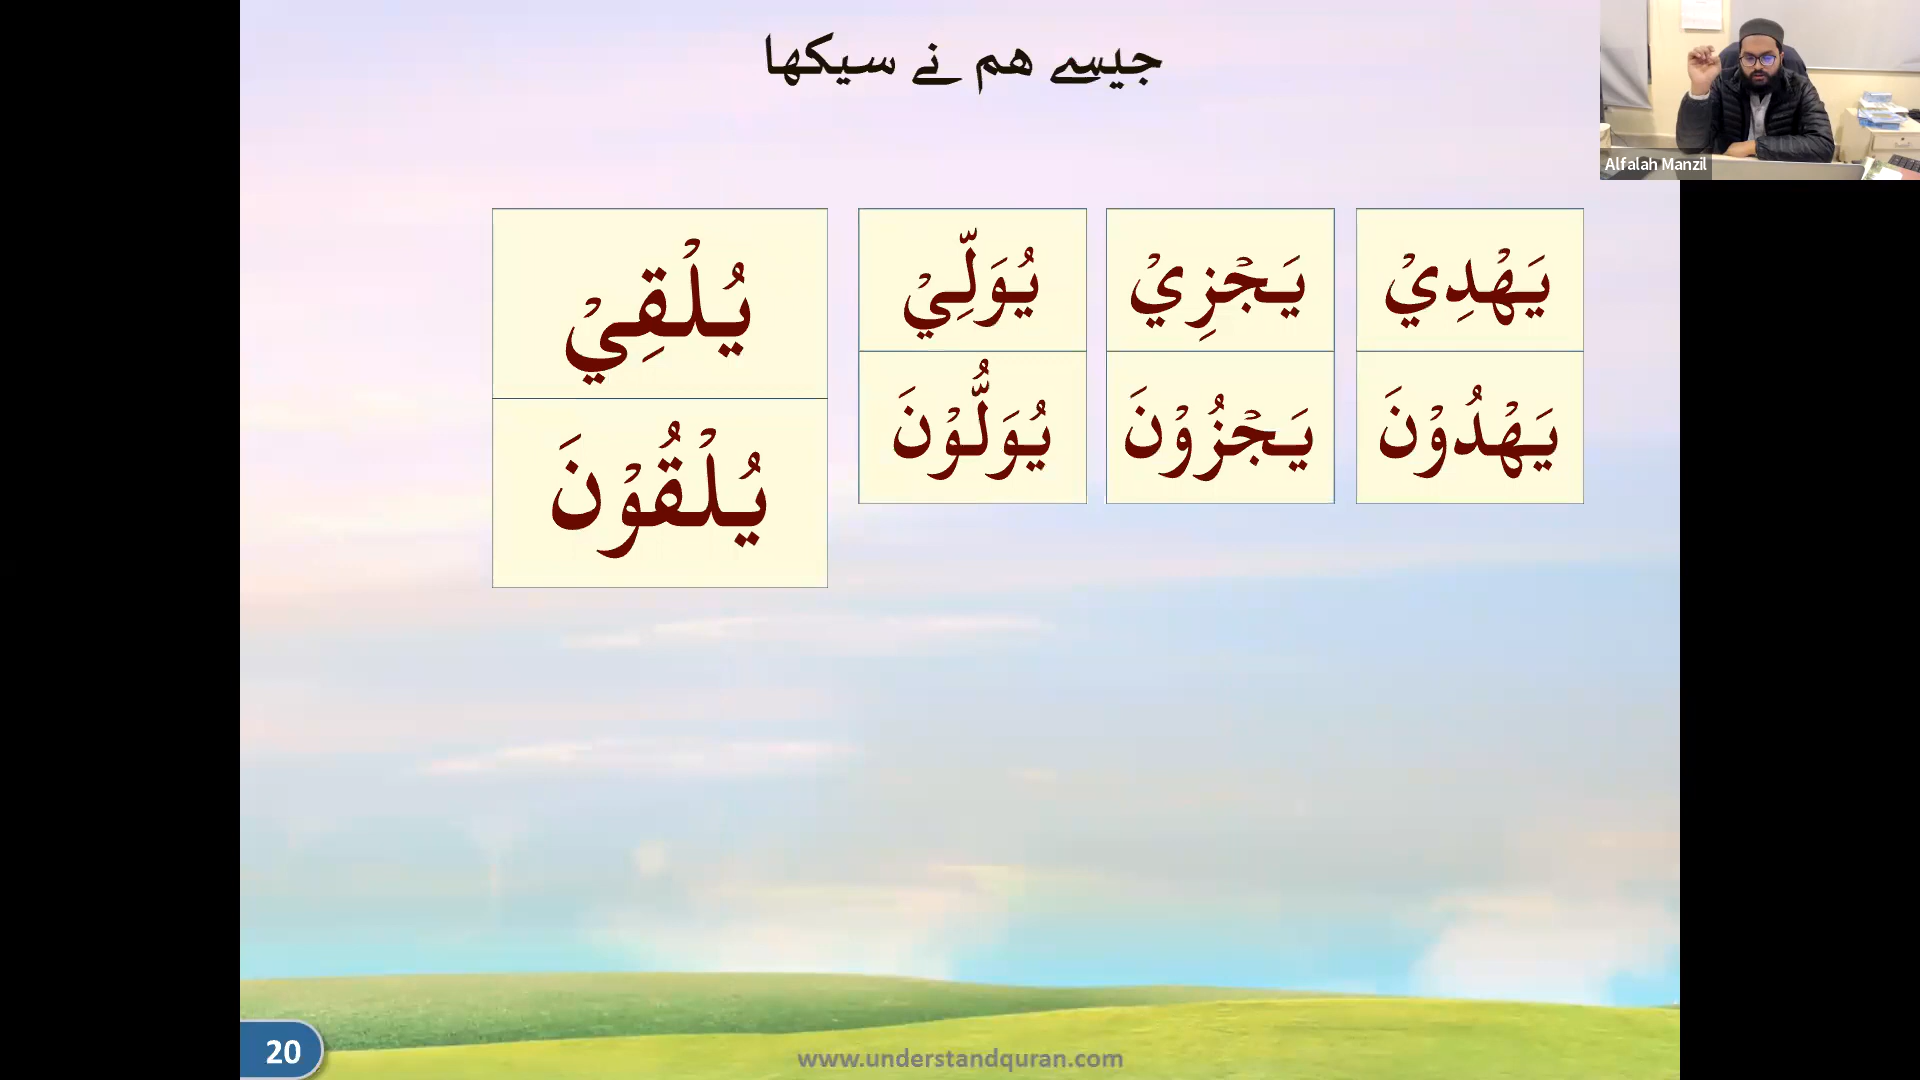 جیسے ہم نے سیکھا
يَهْدِيْ
يَهْدُوْنَ
يَجْزِيْ
يَجْزُوْنَ
يُوَلِّيْ
يُوَلُّوْنَ
يُلْقِيْ
يُلْقُوْنَ
Alfalah Manzil
20
www.understandquran.com